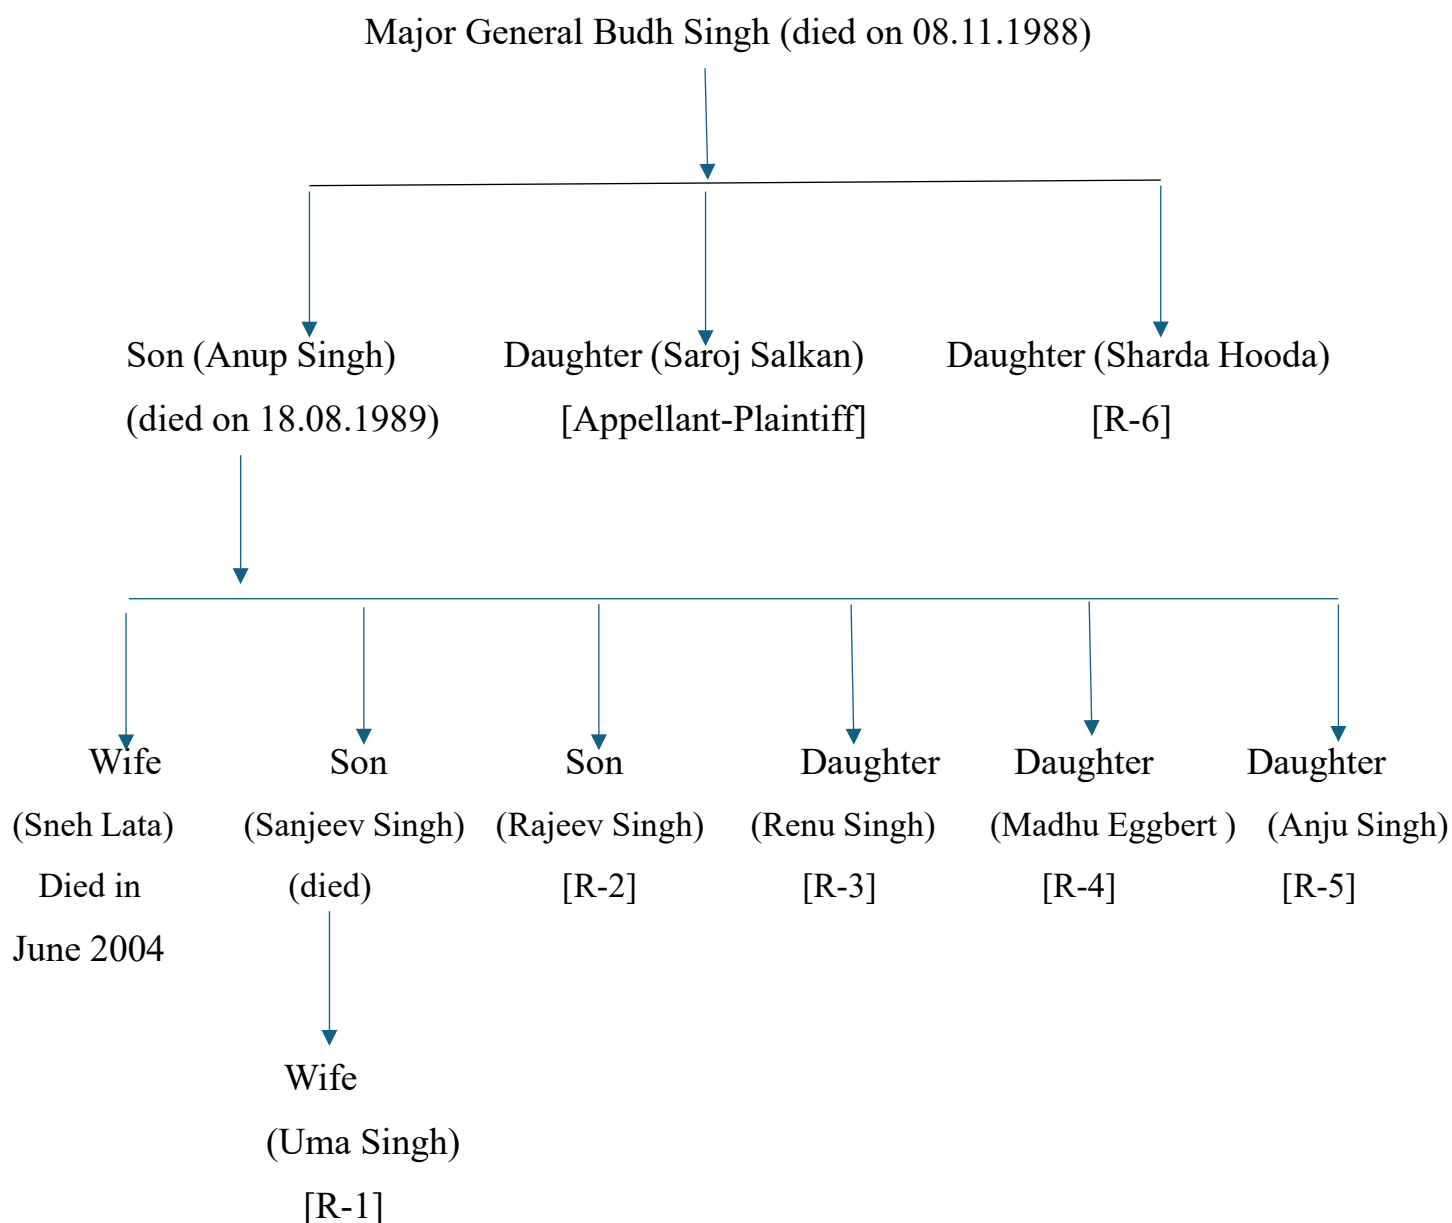 Major General Budh Singh (died on 08.11.1988)
Son (Anup Singh) Daughter (Saroj Salkan) Daughter (Sharda Hooda)
(died on 18.08.1989) [Appellant-Plaintiff] [R-6]
Wife Son Son Daughter Daughter Daughter
(Sneh Lata) (Sanjeev Singh) (Rajeev Singh) (Renu Singh) (Madhu Eggbert ) (Anju Singh)
Died in (died) [R-2] [R-3] [R-4] [R-5]
June 2004
Wife
(Uma Singh)
[R-1]